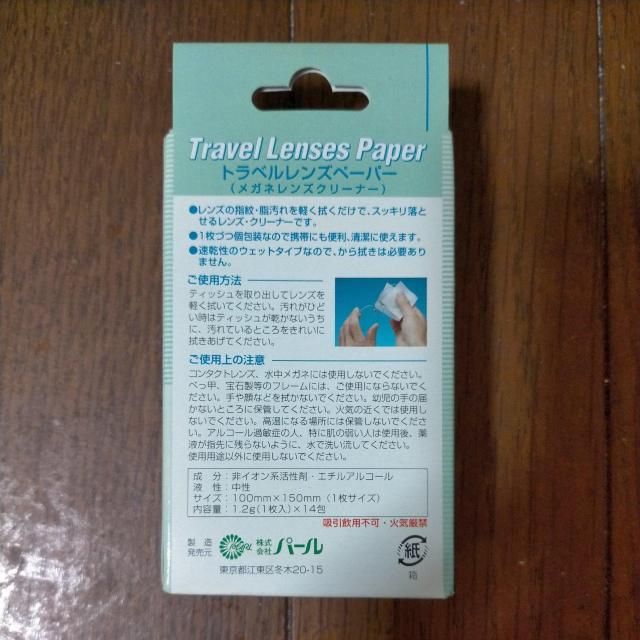 Travel Lenses Paper
トラベルレンズペーパー
(メガネレンズクリーナー)
●レンズの指紋・脂汚れを軽く拭くだけで、スッキリ落と
せるレンズ・クリーナーです。
●1枚づつ個包装なので携帯にも便利、清潔に使えます。
●速乾性のウェットタイプなので、から拭きは必要あり
ません。
ご使用方法
ティッシュを取り出してレンズを
軽く拭いてください。汚れがひど
い時はティッシュが乾かないうち
に、汚れているところをきれいに
拭きあげてください。
ご使用上の注意
コンタクトレンズ、水中メガネには使用しないでください。
べっ甲、宝石製等のフレームには、ご使用にならないでく
ださい。手や顔などを拭かないでください。幼児の手の届
かないところに保管してください。火気の近くでは使用し
ないでください。高温になる場所には保管しないでくださ
い。アルコール過敏症の人、特に肌の弱い人は使用後、薬
液が指先に残らないように、水で洗い流してください。
使用用途以外に使用しないでください。
成 分：非イオン系活性剤・エチルアルコール
液 性：中性
サイズ：100mm×150mm（1枚サイズ）
内容量：1.2g（1枚入）×14包
吸引飲用不可・火気厳禁
製 造
発売元
株式
会社
パール
東京都江東区冬木20-15
紙
箱